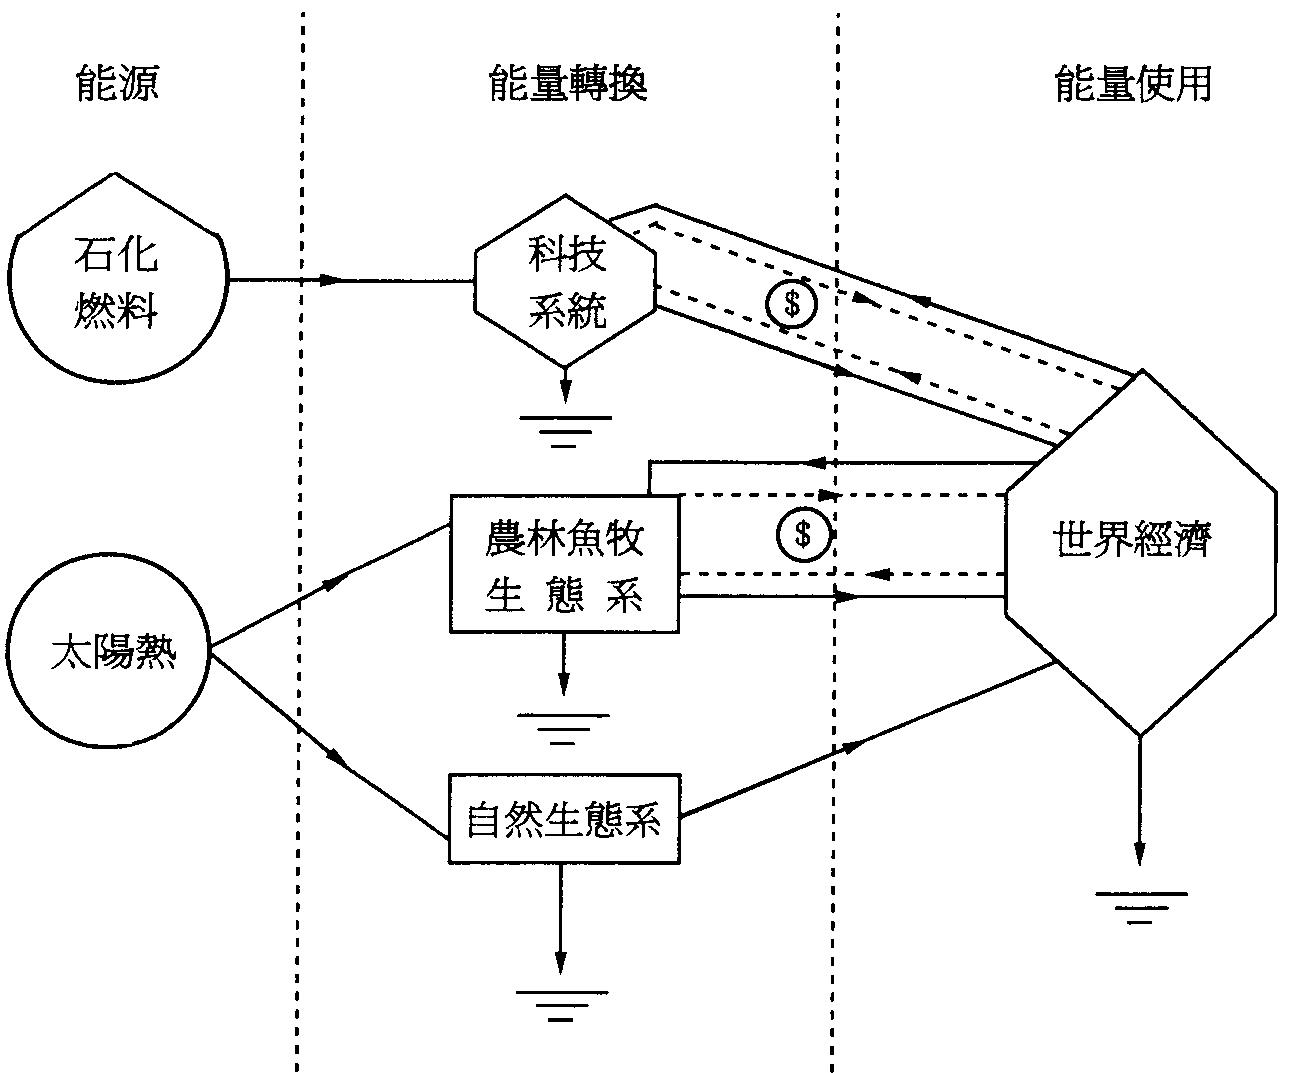 能源
能量轉換
能量使用
石化
燃料
科技
系統
$
農林魚牧
生態系
$
世界經濟
太陽熱
自然生態系